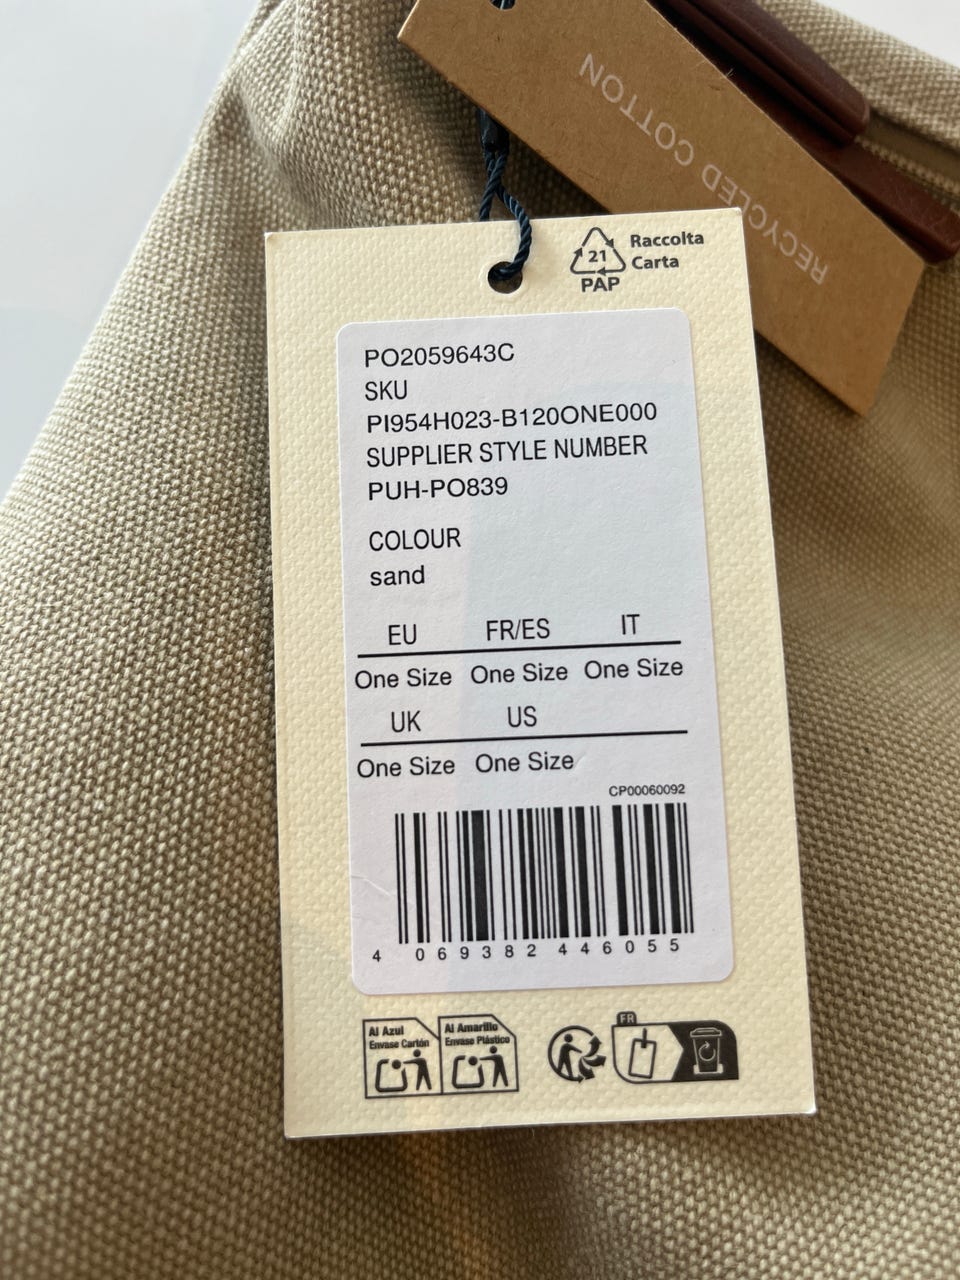 RECYCLED COTTON
21
PAP
Raccolta
Carta
PO2059643C
SKU
PI954H023-B120ONE000
SUPPLIER STYLE NUMBER
PUH-PO839
COLOUR
sand
EU FR/ES IT
One Size One Size One Size
UK US
One Size One Size
CP00060092
4 069382 446055
Al Azul
Envase Cartón
Al Amarillo
Envase Plástico
FR